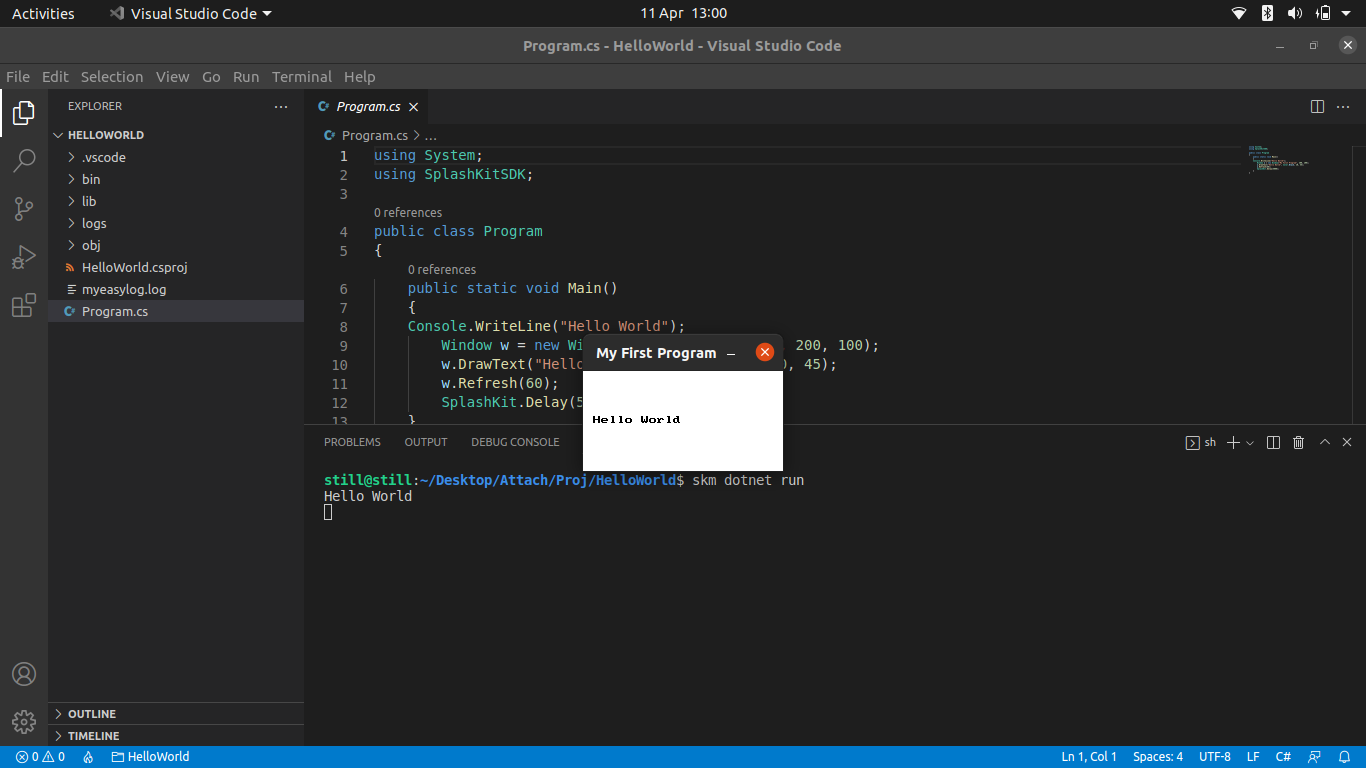 Activities
Visual Studio Code
11 Apr 13:00
Program.cs - HelloWorld - Visual Studio Code
File Edit Selection View Go Run Terminal Help
EXPLORER
HELLOWORLD
.vscode
bin
lib
logs
obj
HelloWorld.csproj
myeasylog.log
Program.cs
OUTLINE
TIMELINE
Program.cs
Program.cs > ...
1 using System;
2 using SplashKitSDK;
3
0 references
4 public class Program
5 {
0 references
6 public static void Main()
7 {
8 Console.WriteLine("Hello World");
9 Window w = new Wi 200, 100);
10 w.DrawText("Hello , 45);
11 w.Refresh(60);
12 SplashKit.Delay(5
13 }
My First Program
Hello World
PROBLEMS OUTPUT DEBUG CONSOLE
sh
still@still:~/Desktop/Attach/Proj/HelloWorld$ skm dotnet run
Hello World
0 0 HelloWorld
Ln 1, Col 1 Spaces: 4 UTF-8 LF C#